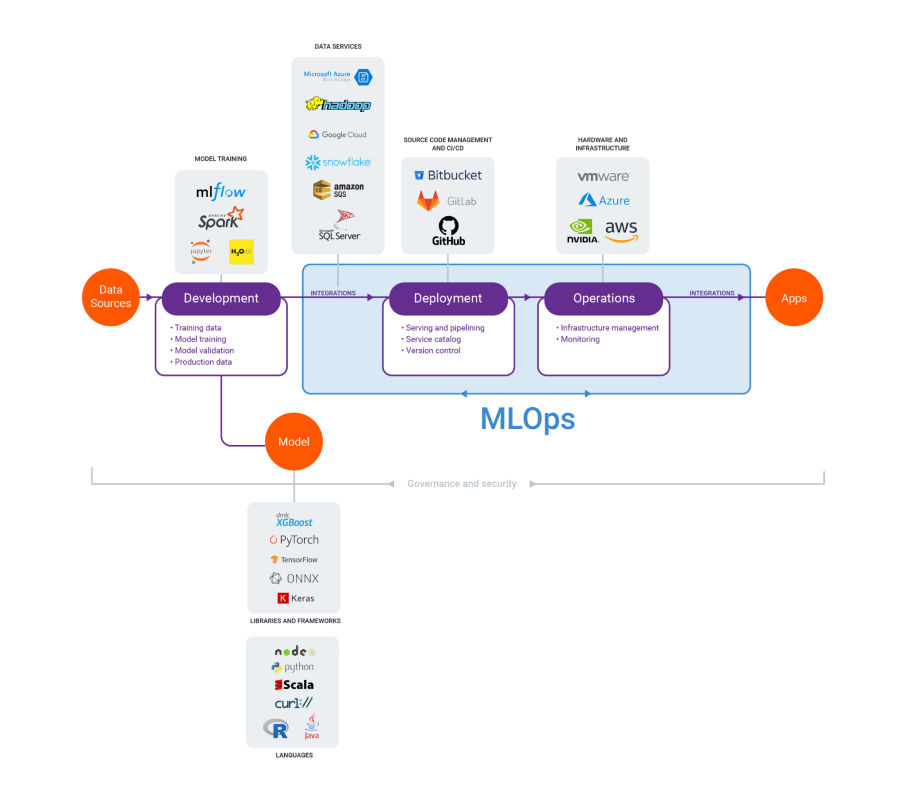 DATA SERVICES
Microsoft Azure
hadoop
Google Cloud
snowflake
amazon
SQS
Microsoft
SQL Server
SOURCE CODE MANAGEMENT
AND CI/CD
Bitbucket
GitLab
GitHub
HARDWARE AND
INFRASTRUCTURE
vmware
Azure
NVIDIA.
aws
MODEL TRAINING
mlflow
APACHE
Spark
jupyter
H2O.ai
Data
Sources
Development
• Training data
• Model training
• Model validation
• Production data
INTEGRATIONS
Deployment
• Serving and pipelining
• Service catalog
• Version control
Operations
• Infrastructure management
• Monitoring
INTEGRATIONS
Apps
MLOps
Model
Governance and security
dmlc
XGBoost
PyTorch
TensorFlow
ONNX
K Keras
LIBRARIES AND FRAMEWORKS
node
python
Scala
curl://
R
Java
LANGUAGES